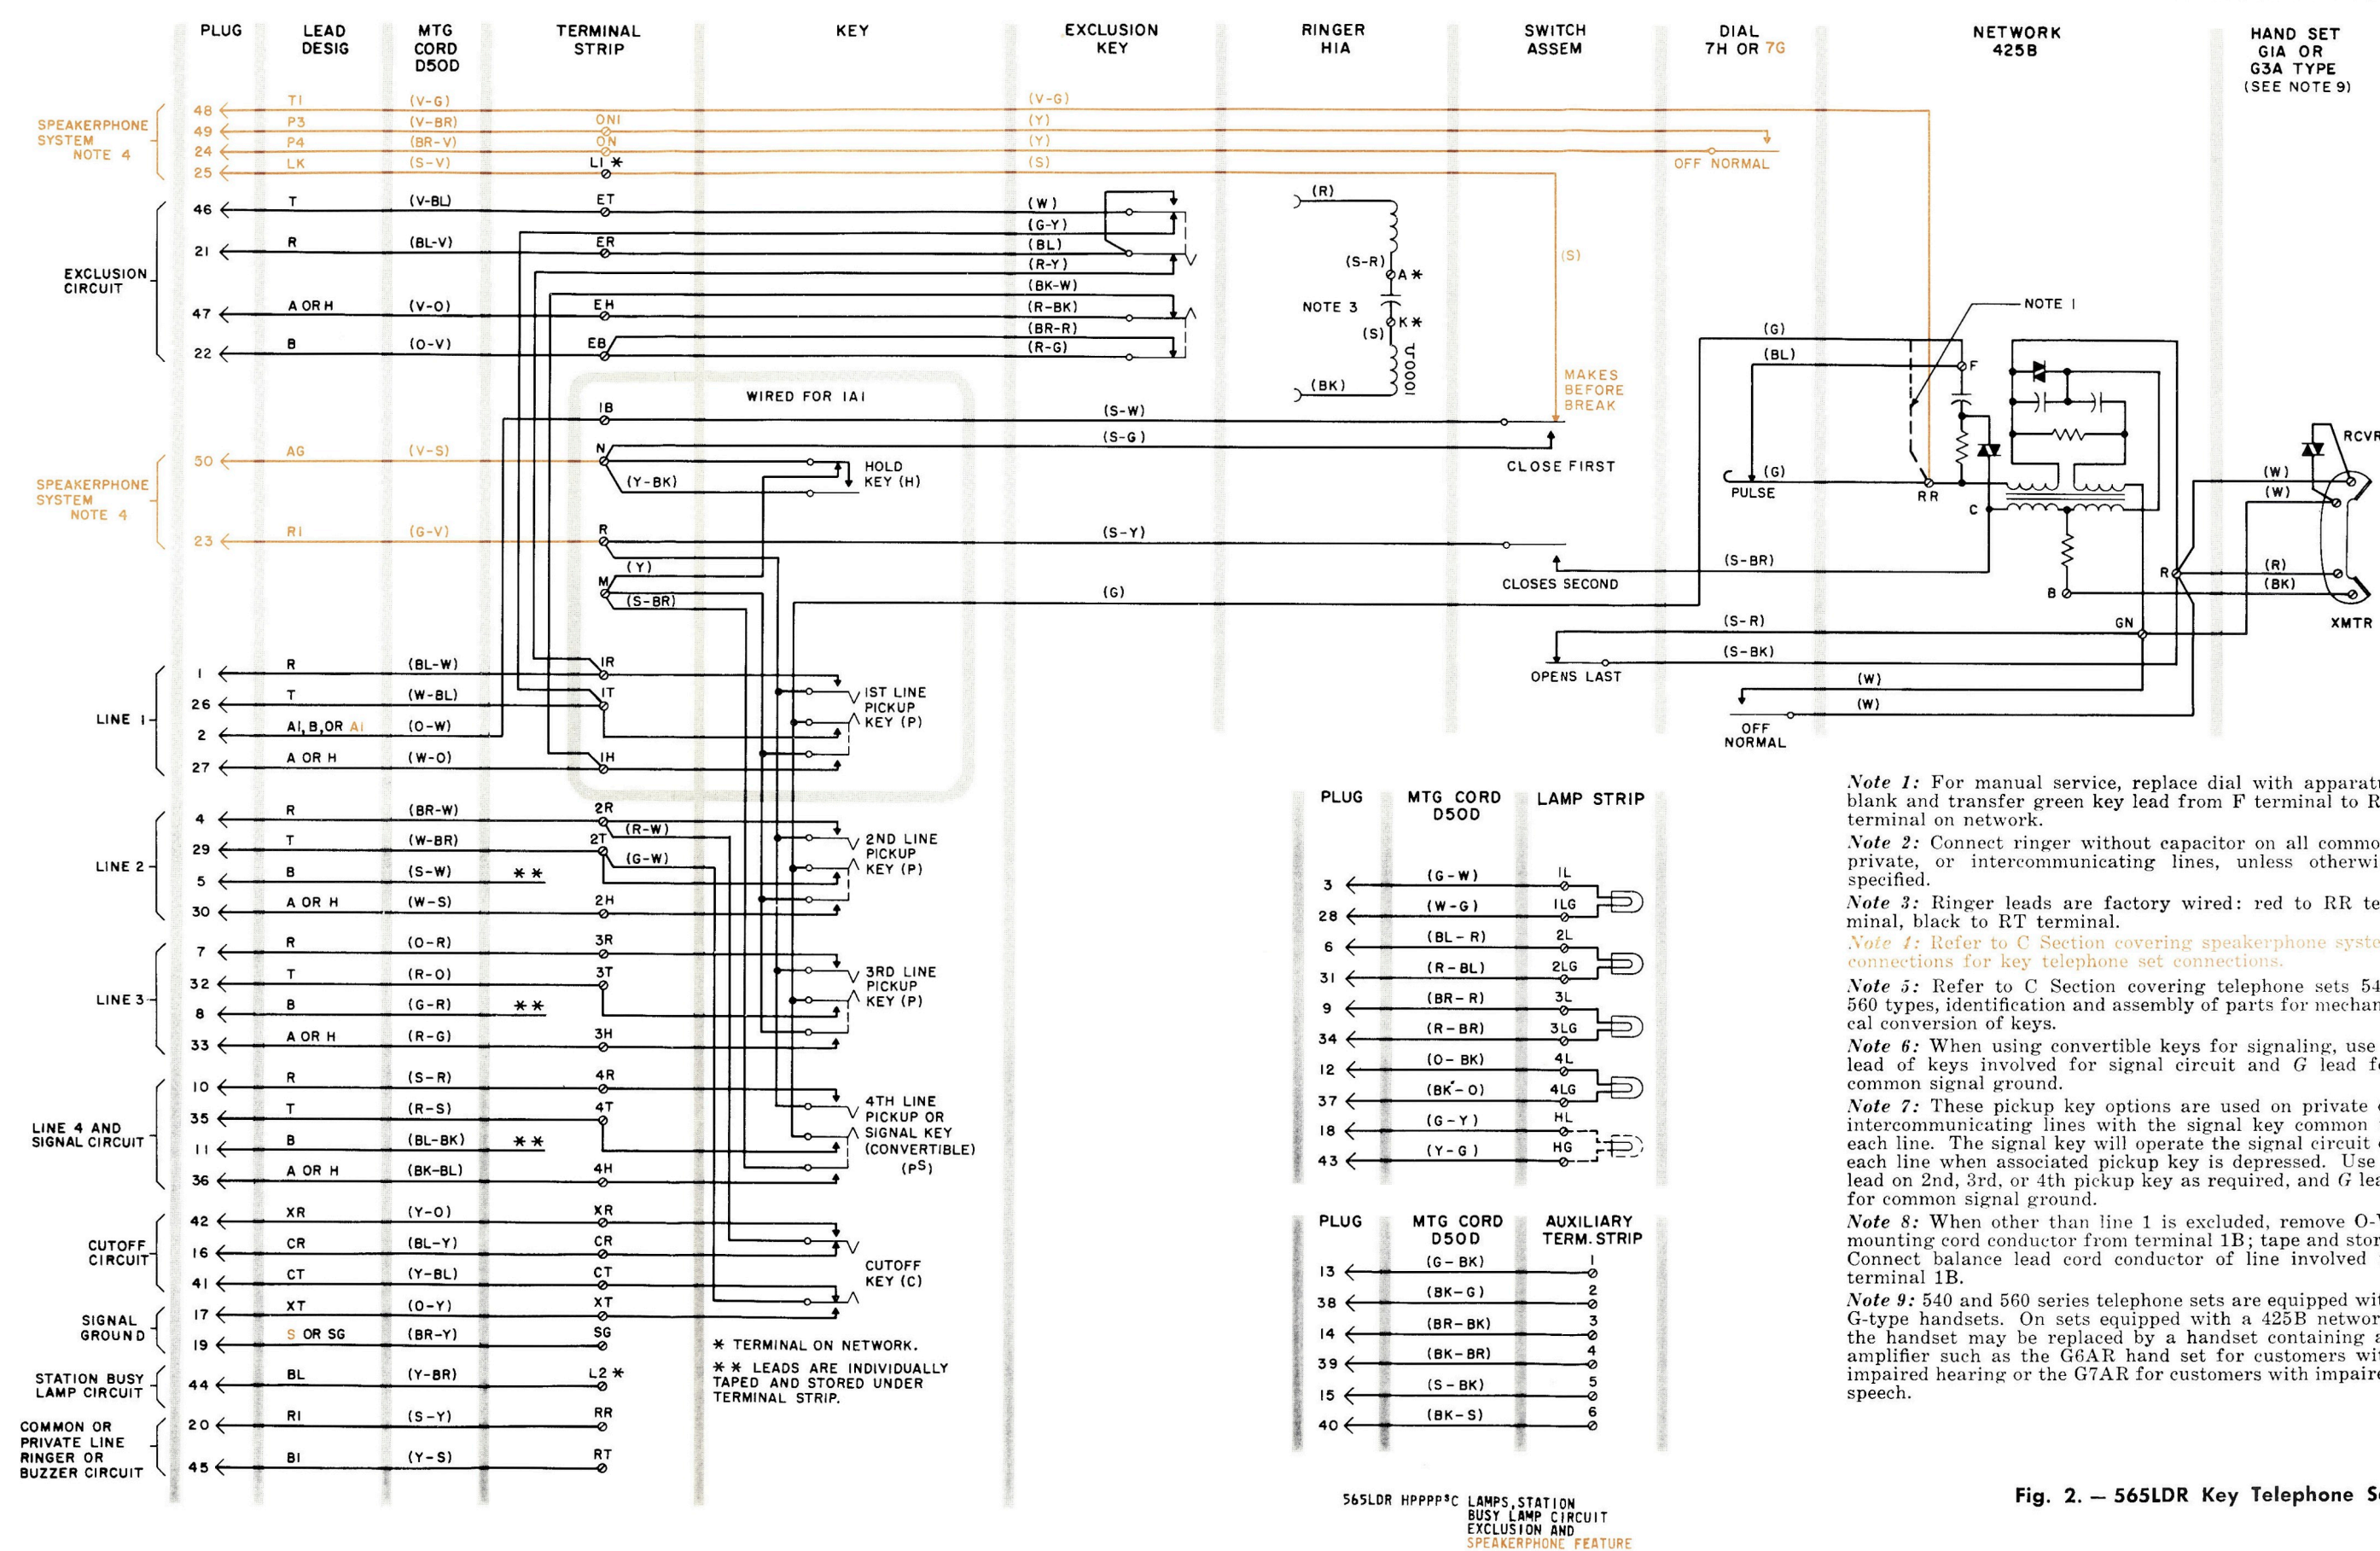 PLUG
LEAD DESIG
MTG CORD D50D
TERMINAL STRIP
KEY
EXCLUSION KEY
RINGER HIA
SWITCH ASSEM
DIAL 7H OR 7G
NETWORK 425B
HAND SET GIA OR G3A TYPE (SEE NOTE 9)
SPEAKERPHONE SYSTEM NOTE 4
48 TI (V-G) (V-G)
49 P3 (V-BR) ONI (Y)
24 P4 (BR-V) ON (Y)
25 LK (S-V) LI * (S)
OFF NORMAL
EXCLUSION CIRCUIT
46 T (V-BL) ET (W)
(G-Y)
21 R (BL-V) ER (BL)
(R-Y)
(BK-W)
47 A OR H (V-O) EH (R-BK)
(BR-R)
22 B (O-V) EB (R-G)
(R)
(S-R)
A *
NOTE 3
K *
(S)
1000Ω
(BK)
(S)
MAKES BEFORE BREAK
NOTE 1
(G)
(BL)
F
(G)
PULSE
RR
C
WIRED FOR IAI
IB (S-W)
(S-G)
CLOSE FIRST
SPEAKERPHONE SYSTEM NOTE 4
50 AG (V-S) N
(Y-BK)
HOLD KEY (H)
23 RI (G-V) R (S-Y)
CLOSES SECOND
(S-BR)
M (Y)
(S-BR)
(G)
(S-R)
(S-BK)
OPENS LAST
(W)
(W)
OFF NORMAL
GN
R
B
(W)
(W)
(R)
(BK)
RCVR
XMTR
LINE 1
1 R (BL-W) IR
26 T (W-BL) IT
2 AI, B, OR AI (O-W)
27 A OR H (W-O) IH
IST LINE PICKUP KEY (P)
LINE 2
4 R (BR-W) 2R (R-W)
29 T (W-BR) 2T (G-W)
5 B (S-W) * *
30 A OR H (W-S) 2H
2ND LINE PICKUP KEY (P)
LINE 3
7 R (O-R) 3R
32 T (R-O) 3T
8 B (G-R) * *
33 A OR H (R-G) 3H
3RD LINE PICKUP KEY (P)
LINE 4 AND SIGNAL CIRCUIT
10 R (S-R) 4R
35 T (R-S) 4T
11 B (BL-BK) * *
36 A OR H (BK-BL) 4H
4TH LINE PICKUP OR SIGNAL KEY (CONVERTIBLE) (PS)
CUTOFF CIRCUIT
42 XR (Y-O) XR
16 CR (BL-Y) CR
41 CT (Y-BL) CT
17 XT (O-Y) XT
CUTOFF KEY (C)
SIGNAL GROUND
19 S OR SG (BR-Y) SG
STATION BUSY LAMP CIRCUIT
44 BL (Y-BR) L2 *
COMMON OR PRIVATE LINE RINGER OR BUZZER CIRCUIT
20 RI (S-Y) RR
45 BI (Y-S) RT
* TERMINAL ON NETWORK.
* * LEADS ARE INDIVIDUALLY
TAPED AND STORED UNDER
TERMINAL STRIP.
PLUG MTG CORD D50D LAMP STRIP
3 (G-W) IL
28 (W-G) ILG
6 (BL-R) 2L
31 (R-BL) 2LG
9 (BR-R) 3L
34 (R-BR) 3LG
12 (O-BK) 4L
37 (BK-O) 4LG
18 (G-Y) HL
43 (Y-G) HG
PLUG MTG CORD D50D AUXILIARY TERM. STRIP
13 (G-BK) 1
38 (BK-G) 2
14 (BR-BK) 3
39 (BK-BR) 4
15 (S-BK) 5
40 (BK-S) 6
565LDR HPPPPSC LAMPS, STATION
BUSY LAMP CIRCUIT
EXCLUSION AND
SPEAKERPHONE FEATURE
Note 1: For manual service, replace dial with apparat
blank and transfer green key lead from F terminal to R
terminal on network.
Note 2: Connect ringer without capacitor on all commo
private, or intercommunicating lines, unless otherwi
specified.
Note 3: Ringer leads are factory wired: red to RR te
minal, black to RT terminal.
Note 4: Refer to C Section covering speakerphone syste
connections for key telephone set connections.
Note 5: Refer to C Section covering telephone sets 54
560 types, identification and assembly of parts for mechan
cal conversion of keys.
Note 6: When using convertible keys for signaling, use
lead of keys involved for signal circuit and G lead f
common signal ground.
Note 7: These pickup key options are used on private
intercommunicating lines with the signal key common
each line. The signal key will operate the signal circuit
each line when associated pickup key is depressed. Use
lead on 2nd, 3rd, or 4th pickup key as required, and G lea
for common signal ground.
Note 8: When other than line 1 is excluded, remove O-
mounting cord conductor from terminal 1B; tape and stor
Connect balance lead cord conductor of line involved
terminal 1B.
Note 9: 540 and 560 series telephone sets are equipped wi
G-type handsets. On sets equipped with a 425B networ
the handset may be replaced by a handset containing a
amplifier such as the G6AR hand set for customers wi
impaired hearing or the G7AR for customers with impaire
speech.
Fig. 2. — 565LDR Key Telephone S